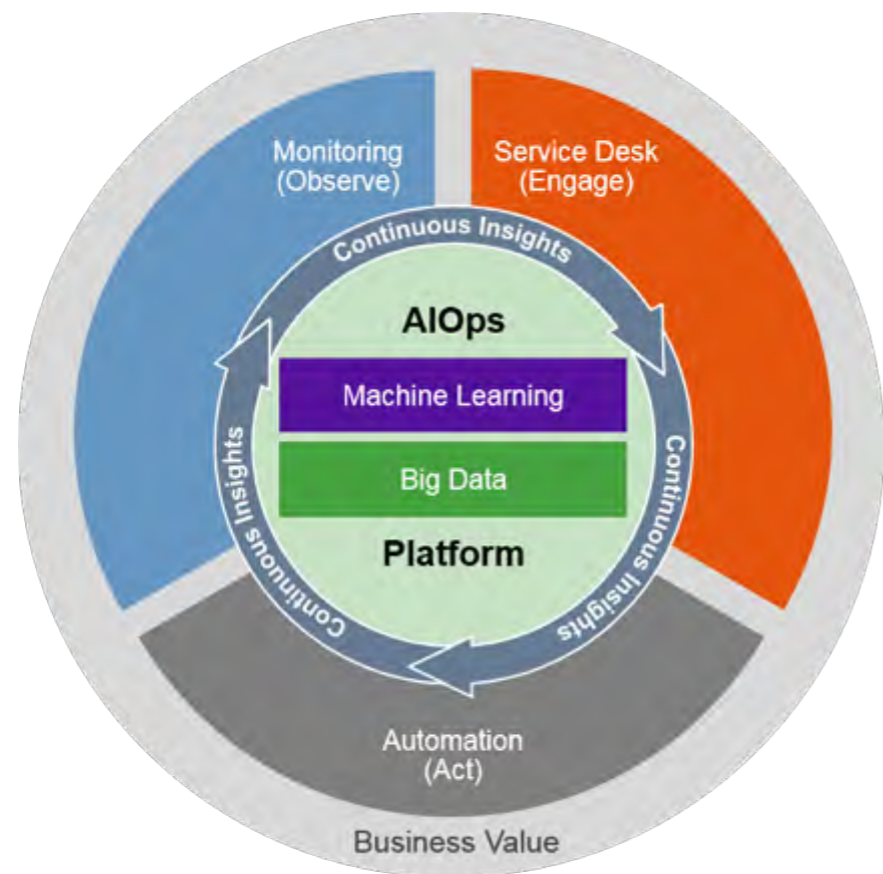 Monitoring
(Observe)
Service Desk
(Engage)
Continuous Insights
AIOps
Machine Learning
Big Data
Platform
Continuous Insights
Continuous Insights
Automation
(Act)
Business Value